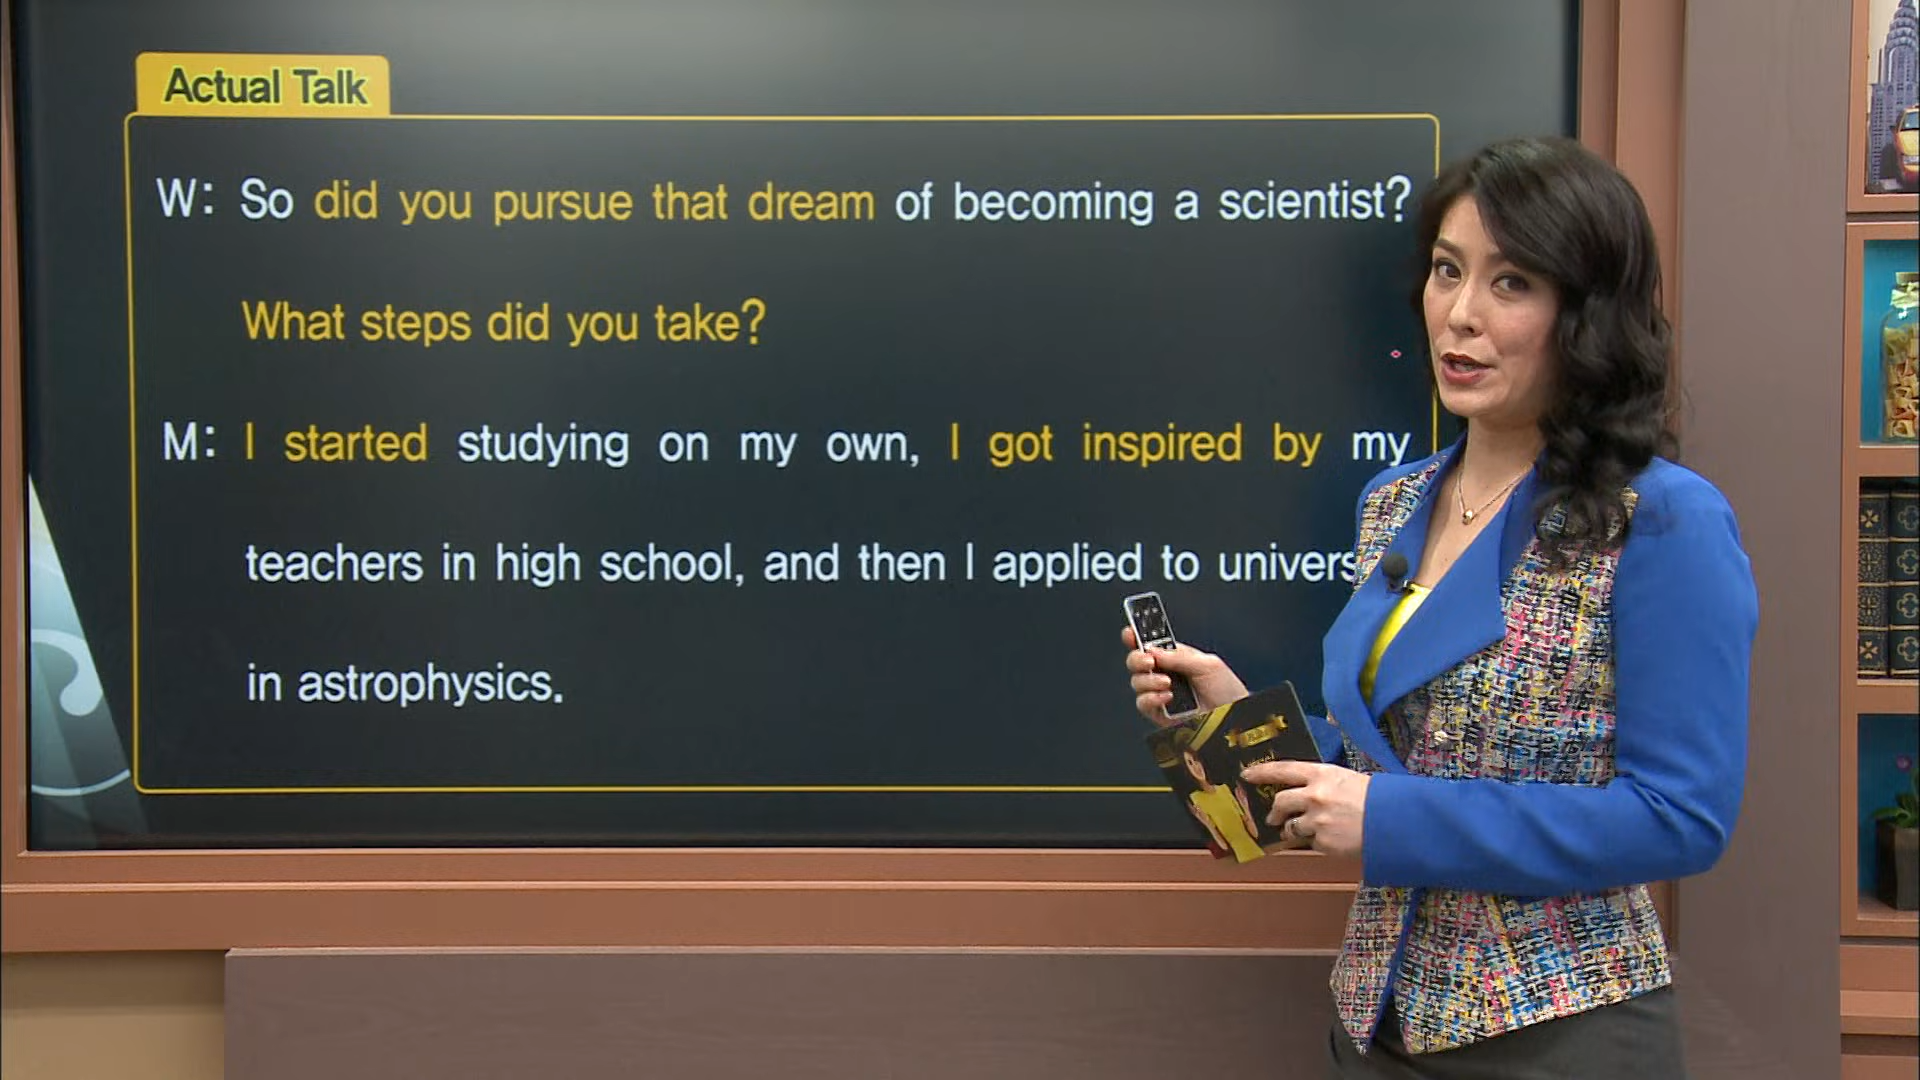 Actual Talk
W: So did you pursue that dream of becoming a scientist?
What steps did you take?
M: I started studying on my own, I got inspired by my
teachers in high school, and then I applied to univers
in astrophysics.